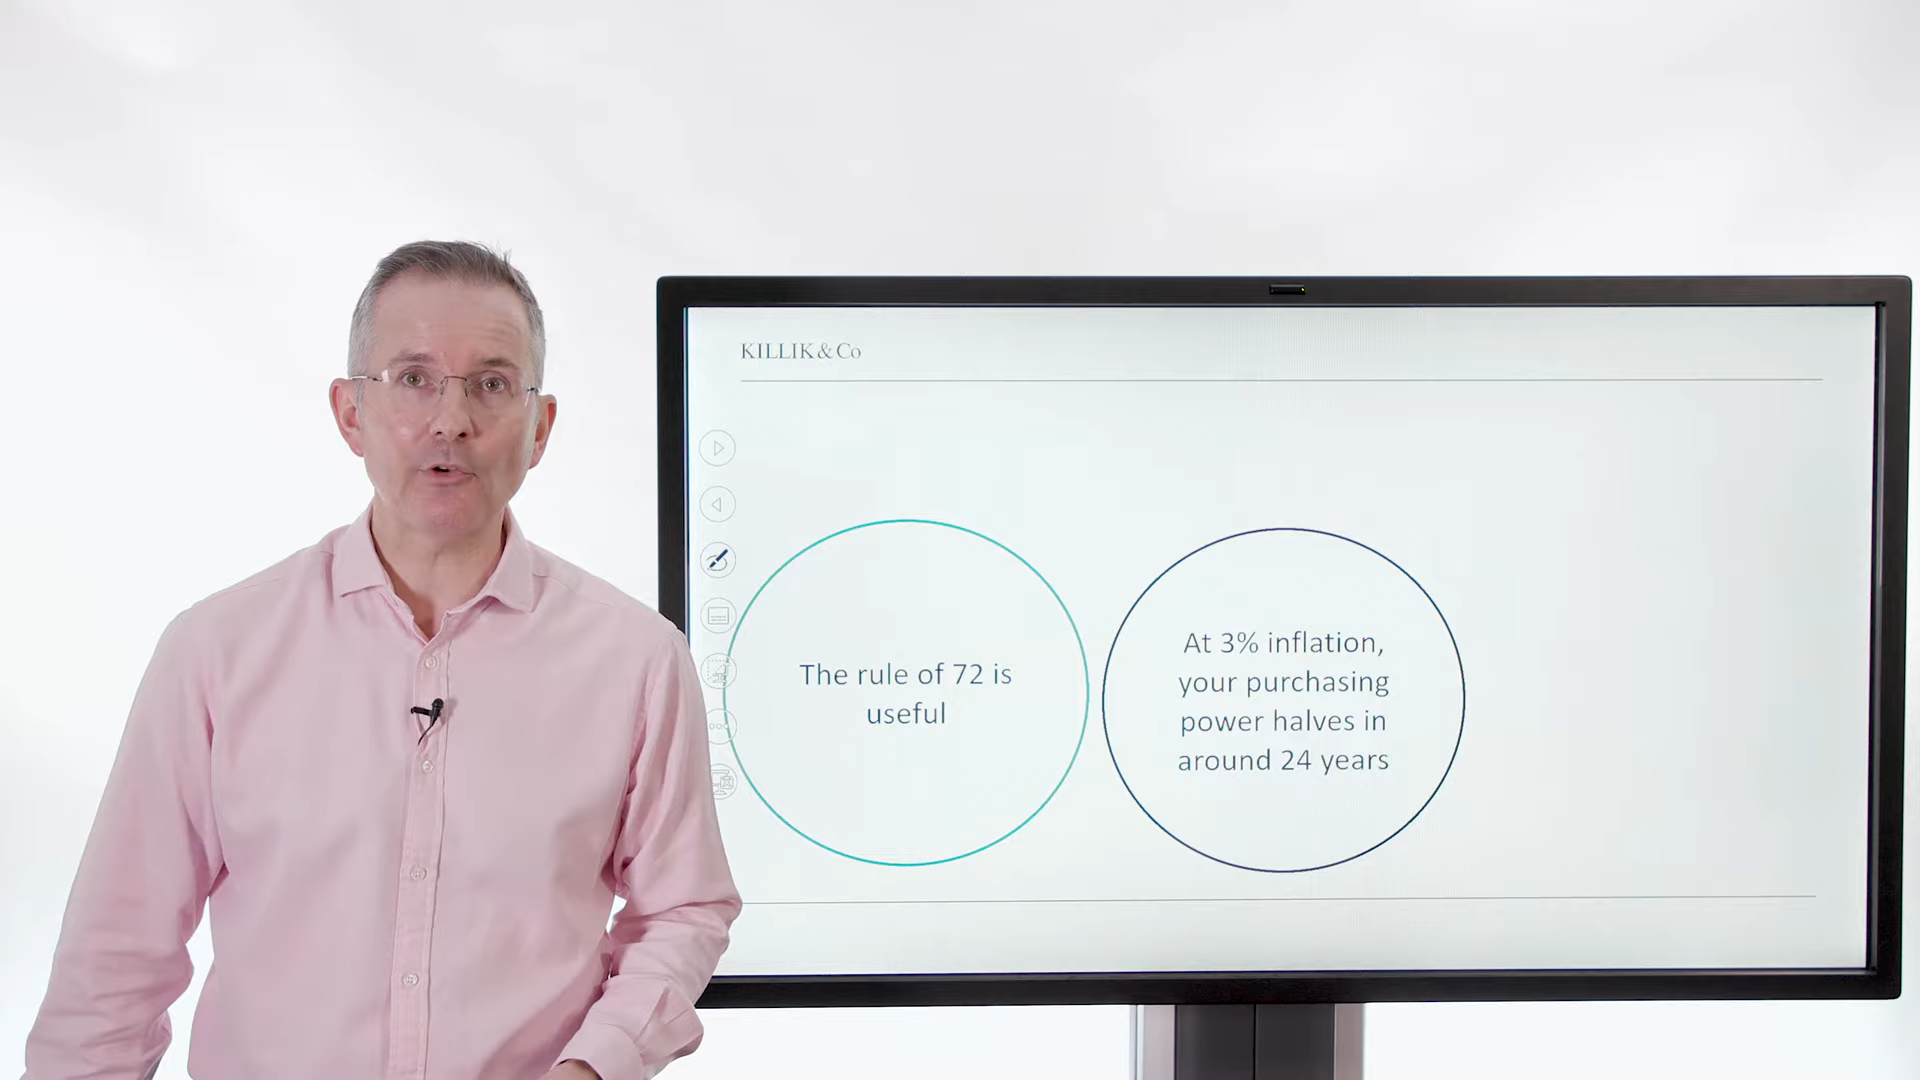 KILLIK & Co
The rule of 72 is
useful
At 3% inflation,
your purchasing
power halves in
around 24 years